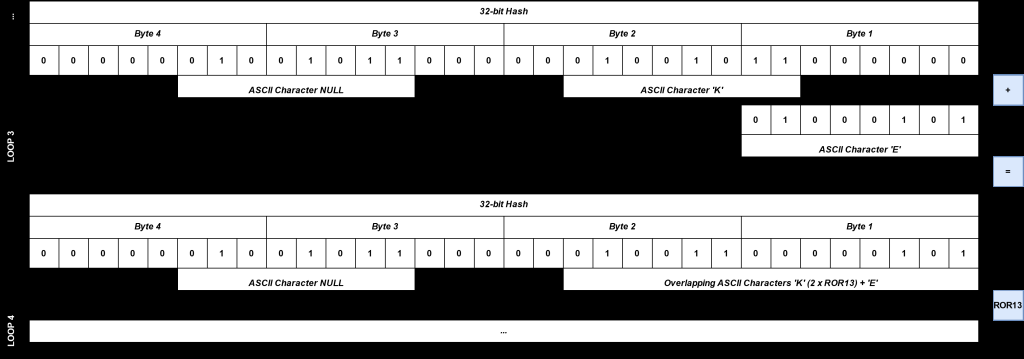 ...
32-bit Hash
Byte 4 Byte 3 Byte 2 Byte 1
0 0 0 0 0 0 1 0 0 1 0 1 1 0 0 0 0 0 0 1 0 0 1 0 1 1 0 0 0 0 0 0
ASCII Character NULL ASCII Character 'K' +
LOOP 3
0 1 0 0 0 1 0 1
ASCII Character 'E'
=
32-bit Hash
Byte 4 Byte 3 Byte 2 Byte 1
0 0 0 0 0 0 1 0 0 1 0 1 1 0 0 0 0 0 0 1 0 0 1 1 0 0 0 0 0 1 0 1
ASCII Character NULL Overlapping ASCII Characters 'K' (2 x ROR13) + 'E'
ROR13
LOOP 4
...